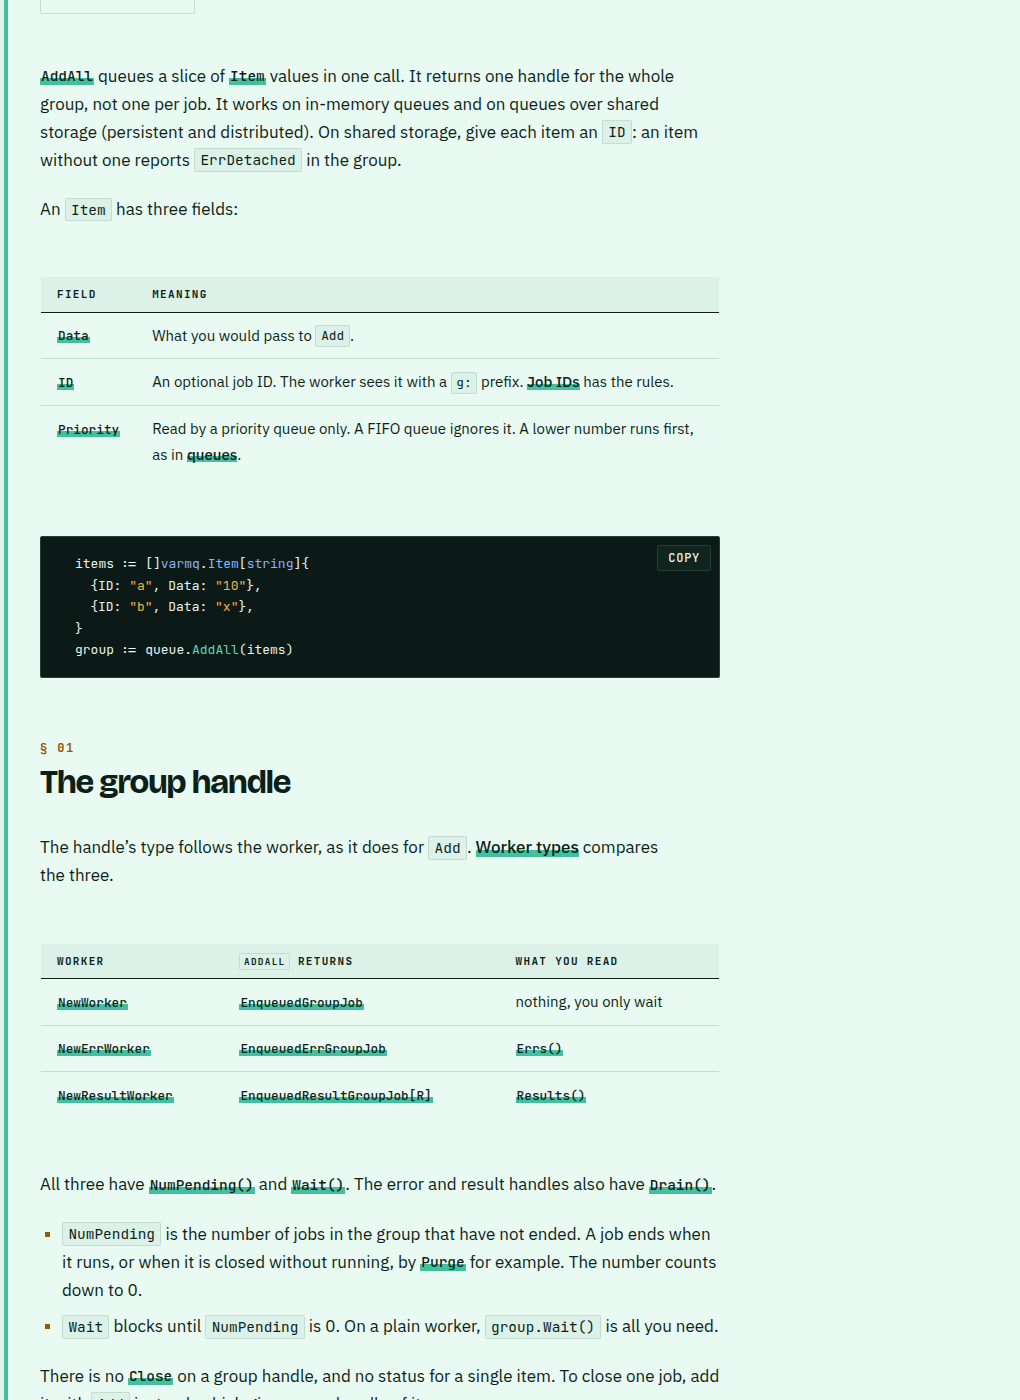 AddAll queues a slice of Item values in one call. It returns one handle for the whole
group, not one per job. It works on in-memory queues and on queues over shared
storage (persistent and distributed). On shared storage, give each item an ID: an item
without one reports ErrDetached in the group.
An Item has three fields:
FIELD MEANING
Data What you would pass to Add.
ID An optional job ID. The worker sees it with a g: prefix. Job IDs has the rules.
Priority Read by a priority queue only. A FIFO queue ignores it. A lower number runs first,
as in queues.
COPY
items := []varmq.Item[string]{
{ID: "a", Data: "10"},
{ID: "b", Data: "x"},
}
group := queue.AddAll(items)
§ 01
The group handle
The handle’s type follows the worker, as it does for Add. Worker types compares
the three.
WORKER ADDALL RETURNS WHAT YOU READ
NewWorker EnqueuedGroupJob nothing, you only wait
NewErrWorker EnqueuedErrGroupJob Errs()
NewResultWorker EnqueuedResultGroupJob[R] Results()
All three have NumPending() and Wait(). The error and result handles also have Drain().
NumPending is the number of jobs in the group that have not ended. A job ends when
it runs, or when it is closed without running, by Purge for example. The number counts
down to 0.
Wait blocks until NumPending is 0. On a plain worker, group.Wait() is all you need.
There is no Close on a group handle, and no status for a single item. To close one job, add